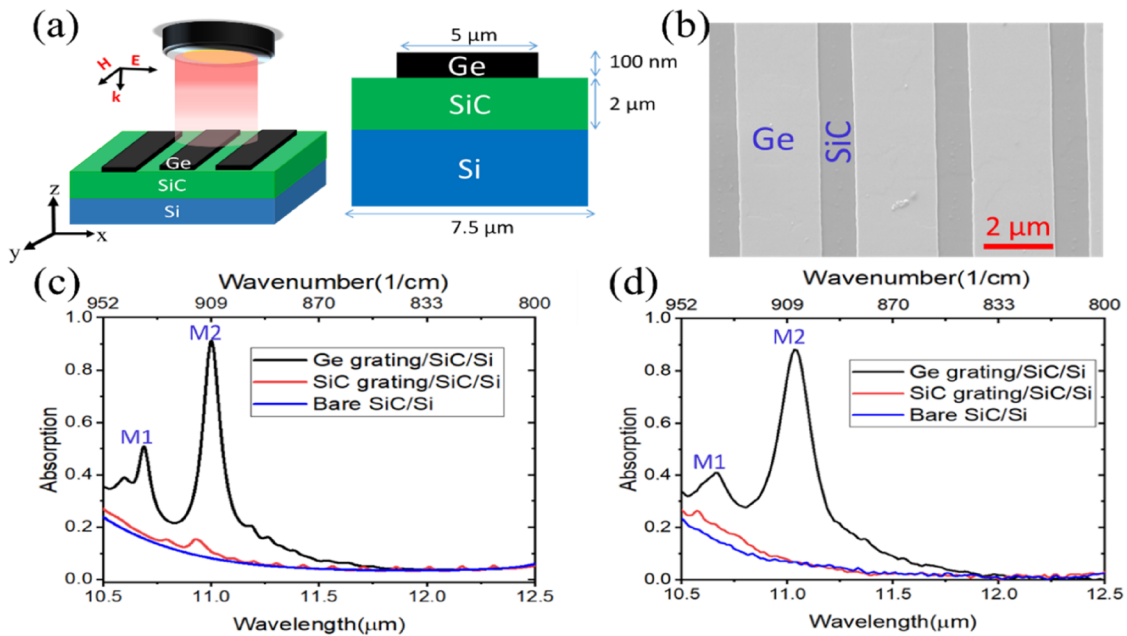 (a)
H
E
k
Ge
SiC
Si
z
y
x
5 μm
Ge
100 nm
SiC
2 μm
Si
7.5 μm
(b)
Ge
SiC
2 μm
(c)
Wavenumber(1/cm)
952 909 870 833 800
1.0
0.8
0.6
0.4
0.2
0.0
Absorption
M2
M1
Ge grating/SiC/Si
SiC grating/SiC/Si
Bare SiC/Si
10.5 11.0 11.5 12.0 12.5
Wavelength(μm)
(d)
Wavenumber(1/cm)
952 909 870 833 800
1.0
0.8
0.6
0.4
0.2
0.0
Absorption
M2
M1
Ge grating/SiC/Si
SiC grating/SiC/Si
Bare SiC/Si
10.5 11.0 11.5 12.0 12.5
Wavelength(μm)